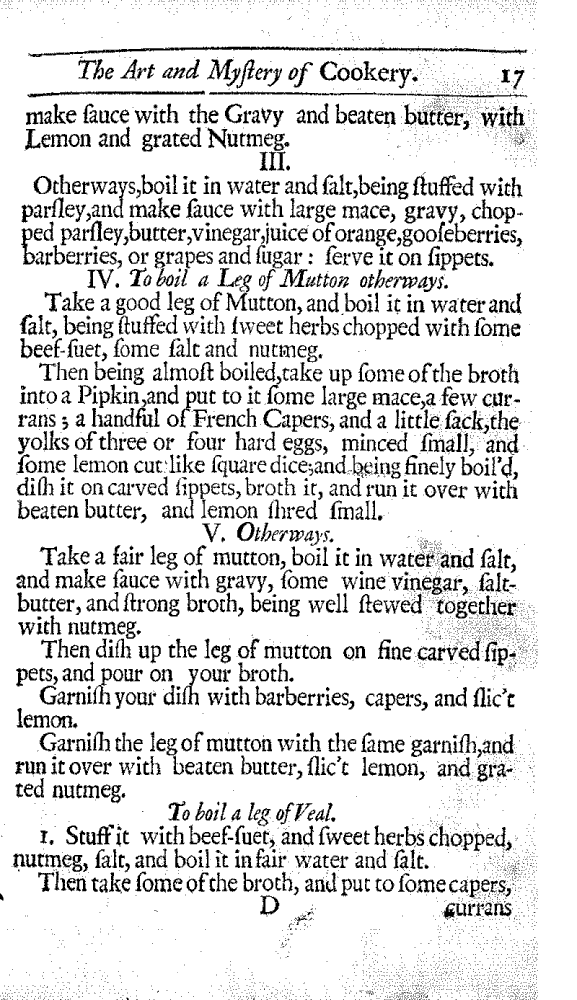 The Art and Myſtery of Cookery. 17
make ſauce with the Gravy and beaten butter, with
Lemon and grated Nutmeg.
III.
Otherways,boil it in water and ſalt,being ſtuffed with
parſley,and make ſauce with large mace, gravy, chop-
ped parſley,butter,vinegar,juice of orange,gooſeberries,
barberries, or grapes and ſugar : ſerve it on ſippets.
IV. To boil a Leg of Mutton otherways.
Take a good leg of Mutton, and boil it in water and
ſalt, being ſtuffed with ſweet herbs chopped with ſome
beef-ſuet, ſome ſalt and nutmeg.
Then being almoſt boiled,take up ſome of the broth
into a Pipkin,and put to it ſome large mace,a few cur-
rans ; a handful of French Capers, and a little ſack,the
yolks of three or four hard eggs, minced ſmall, and
ſome lemon cut like ſquare dice;and being finely boil'd,
diſh it on carved ſippets, broth it, and run it over with
beaten butter, and lemon ſhred ſmall.
V. Otherways.
Take a fair leg of mutton, boil it in water and ſalt,
and make ſauce with gravy, ſome wine vinegar, ſalt-
butter, and ſtrong broth, being well ſtewed together
with nutmeg.
Then diſh up the leg of mutton on fine carved ſip-
pets, and pour on your broth.
Garniſh your diſh with barberries, capers, and ſlic't
lemon.
Garniſh the leg of mutton with the ſame garniſh,and
run it over with beaten butter, ſlic't lemon, and gra-
ted nutmeg.
To boil a leg of Veal.
1. Stuff it with beef-ſuet, and ſweet herbs chopped,
nutmeg, ſalt, and boil it in fair water and ſalt.
Then take ſome of the broth, and put to ſome capers,
D currans